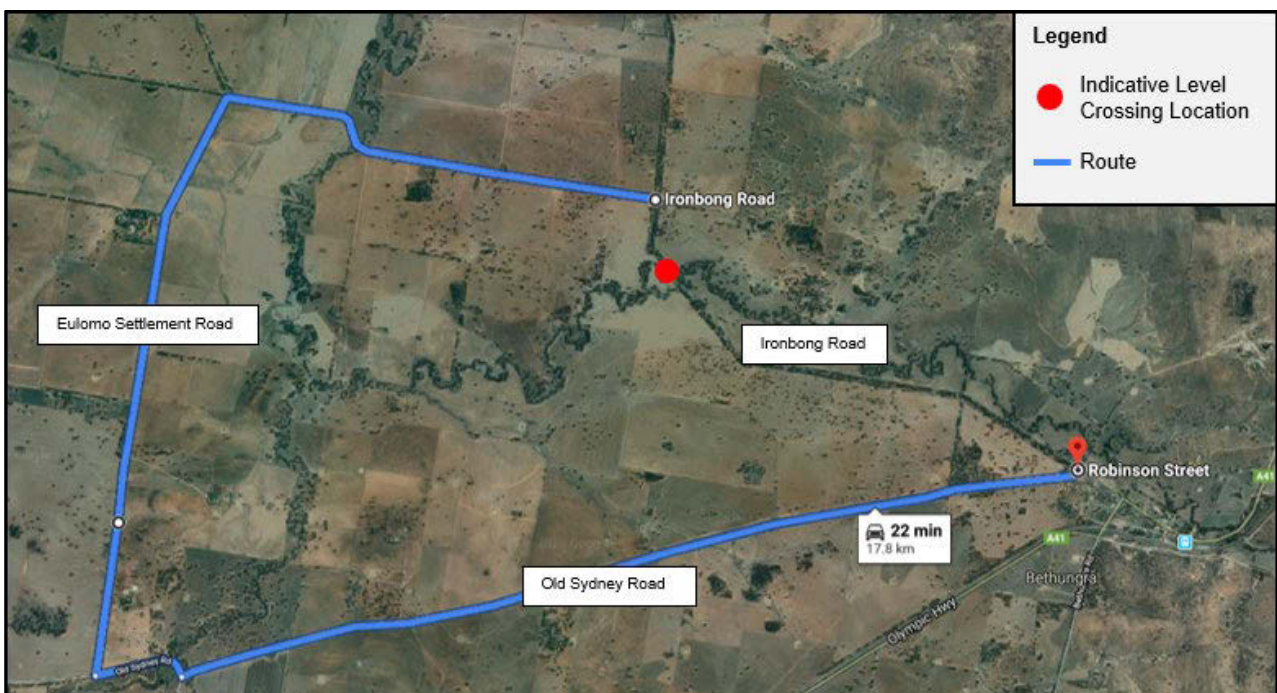 Legend
Indicative Level
Crossing Location
Route
Ironbong Road
Eulomo Settlement Road
Ironbong Road
Robinson Street
A41
22 min
17.8 km
A41
Bethungra
Old Sydney Road
Olympic Hwy
Old Sydney Rd